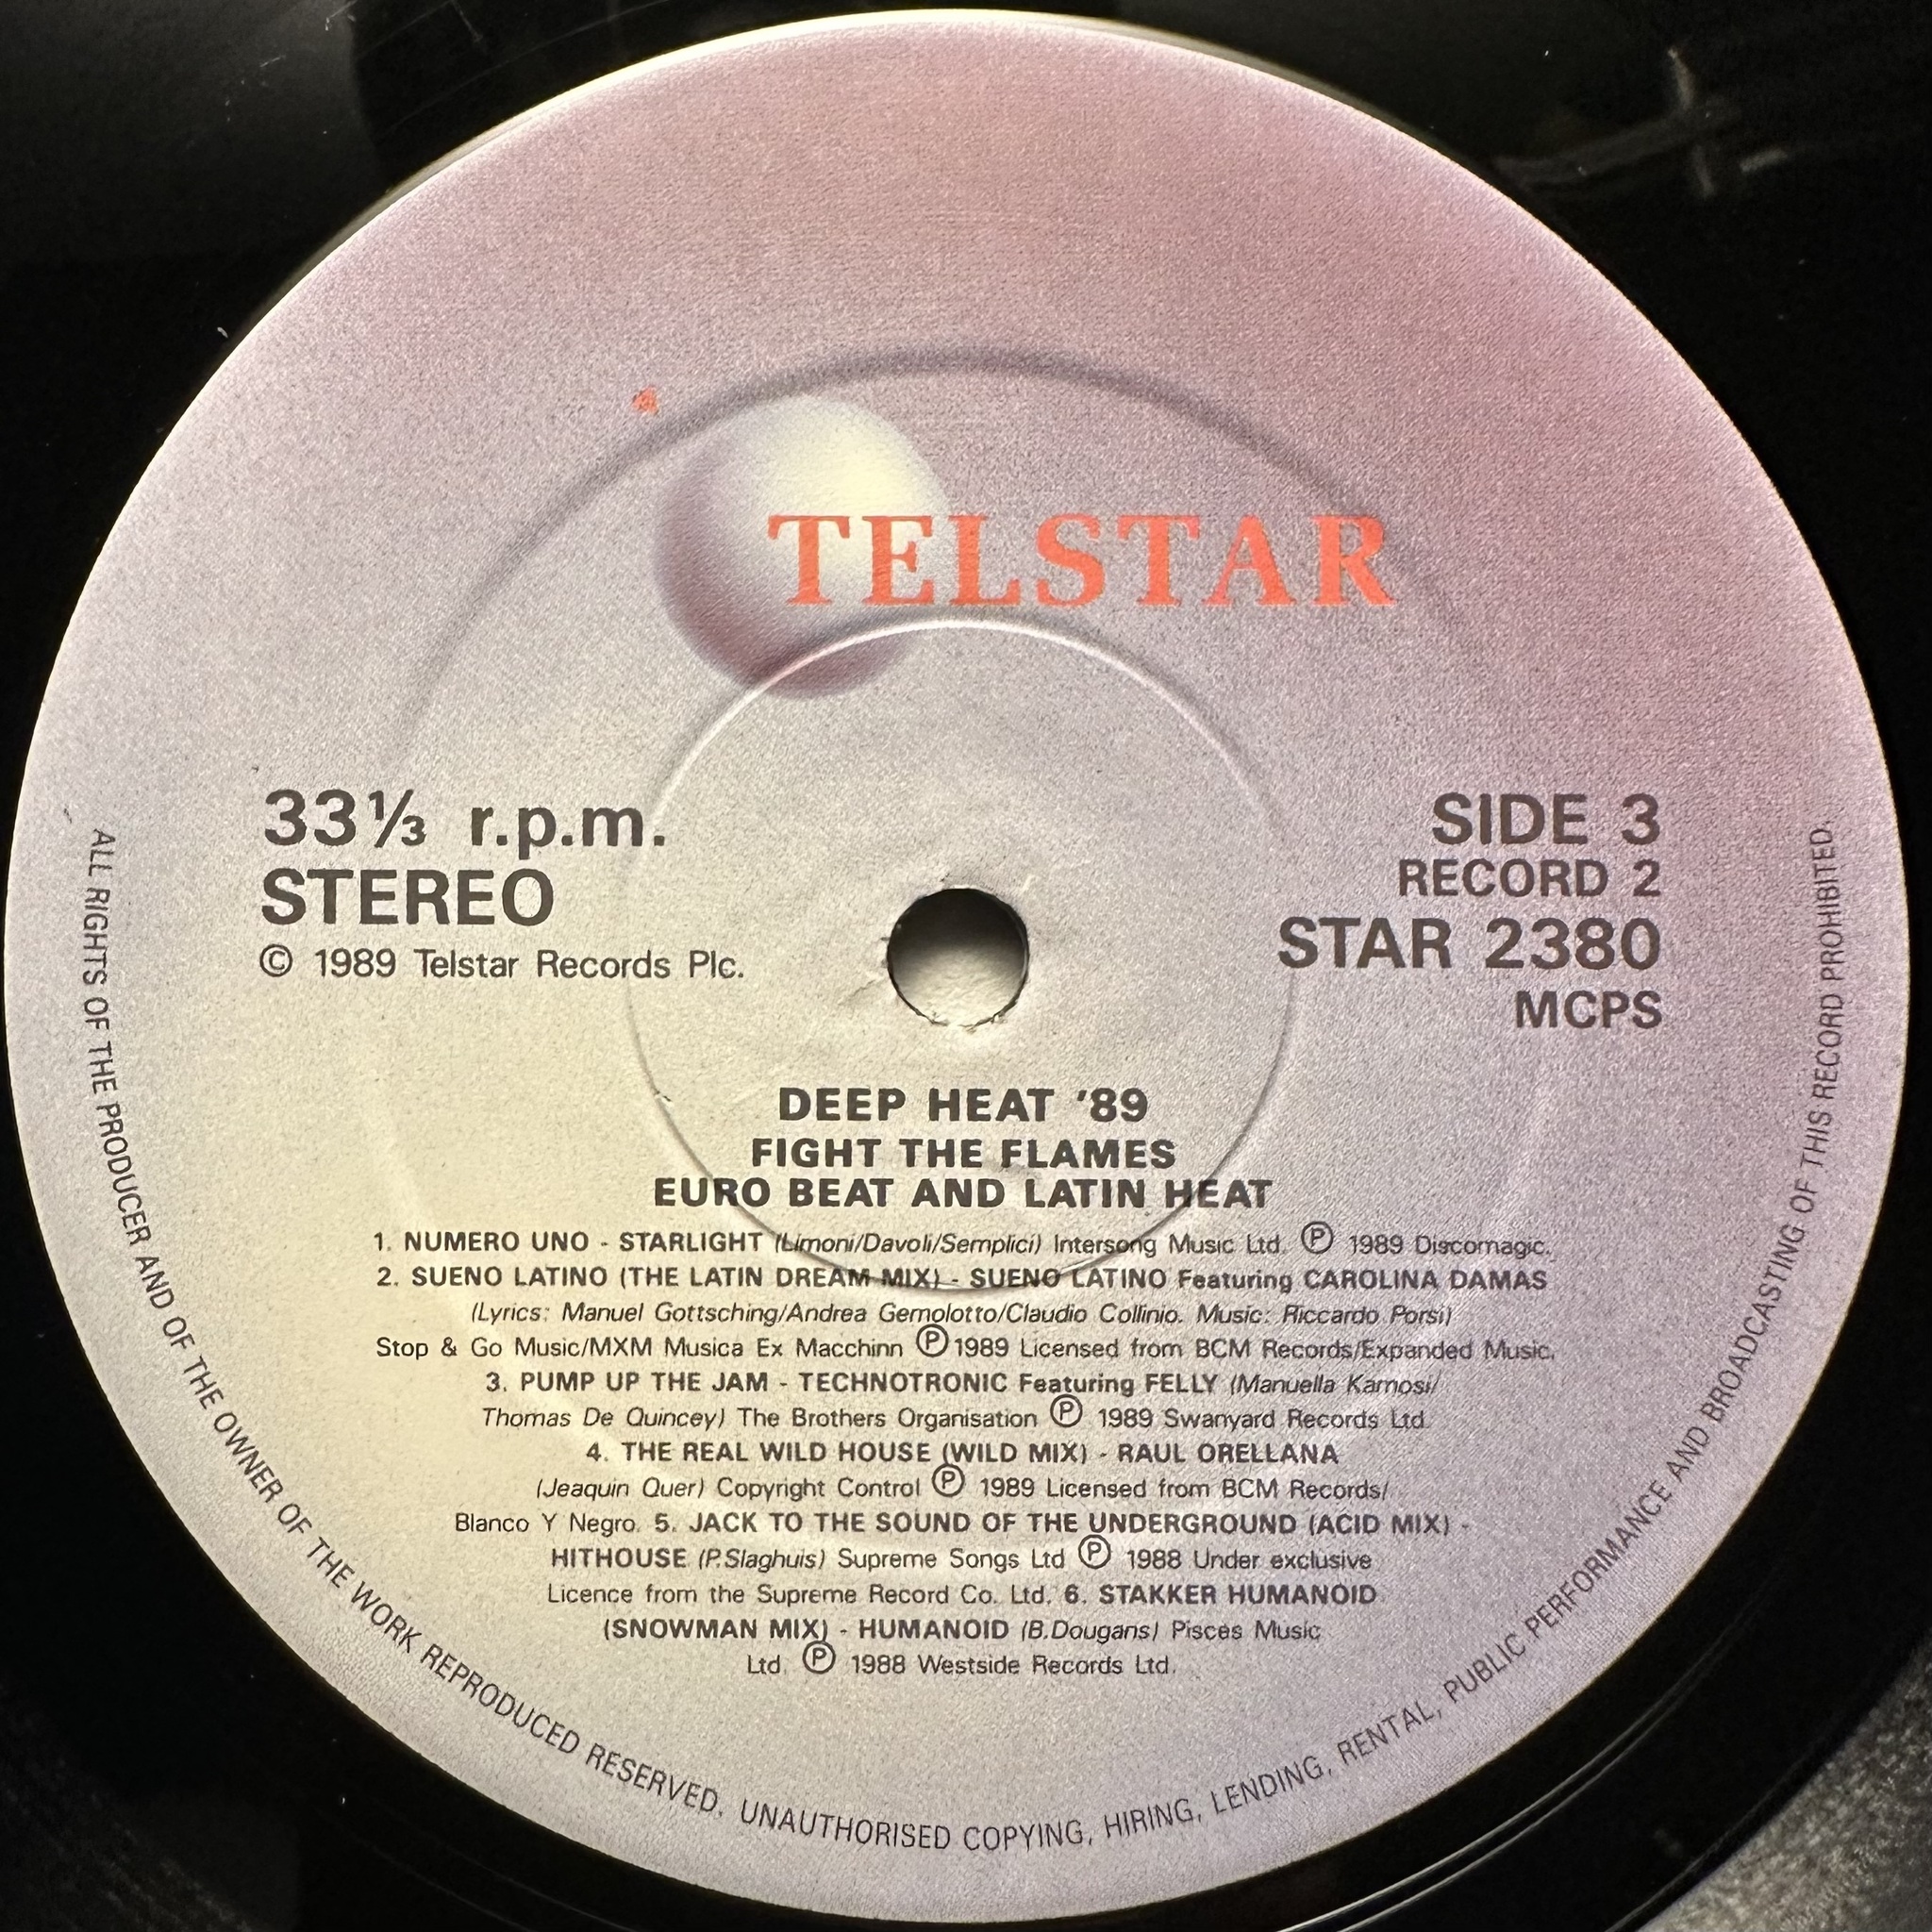 TELSTAR
33⅓ r.p.m.
STEREO
© 1989 Telstar Records Plc.
SIDE 3
RECORD 2
STAR 2380
MCPS
DEEP HEAT '89
FIGHT THE FLAMES
EURO BEAT AND LATIN HEAT
1. NUMERO UNO - STARLIGHT (Limoni/Davoli/Semplici) Intersong Music Ltd. ℗ 1989 Discomagic.
2. SUENO LATINO (THE LATIN DREAM MIX) - SUENO LATINO Featuring CAROLINA DAMAS
(Lyrics: Manuel Gottsching/Andrea Gemolotto/Claudio Collinio. Music: Riccardo Porsi)
Stop & Go Music/MXM Musica Ex Macchinn ℗ 1989 Licensed from BCM Records/Expanded Music.
3. PUMP UP THE JAM - TECHNOTRONIC Featuring FELLY (Manuella Kamosi/
Thomas De Quincey) The Brothers Organisation ℗ 1989 Swanyard Records Ltd.
4. THE REAL WILD HOUSE (WILD MIX) - RAUL ORELLANA
(Jeaquin Quer) Copyright Control ℗ 1989 Licensed from BCM Records/
Blanco Y Negro. 5. JACK TO THE SOUND OF THE UNDERGROUND (ACID MIX) -
HITHOUSE (P.Slaghuis) Supreme Songs Ltd ℗ 1988 Under exclusive
Licence from the Supreme Record Co. Ltd. 6. STAKKER HUMANOID
(SNOWMAN MIX) - HUMANOID (B.Dougans) Pisces Music
Ltd. ℗ 1988 Westside Records Ltd.
ALL RIGHTS OF THE PRODUCER AND OF THE OWNER OF THE WORK REPRODUCED RESERVED. UNAUTHORISED COPYING, HIRING, LENDING, RENTAL, PUBLIC PERFORMANCE AND BROADCASTING OF THIS RECORD PROHIBITED.